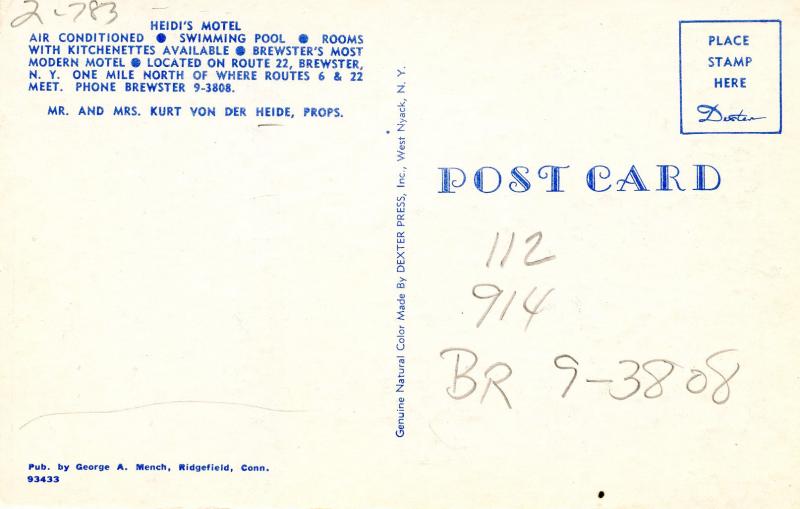 2-783
HEIDI'S MOTEL
AIR CONDITIONED ● SWIMMING POOL ● ROOMS
WITH KITCHENETTES AVAILABLE ● BREWSTER'S MOST
MODERN MOTEL ● LOCATED ON ROUTE 22, BREWSTER,
N. Y. ONE MILE NORTH OF WHERE ROUTES 6 & 22
MEET. PHONE BREWSTER 9-3808.
MR. AND MRS. KURT VON DER HEIDE, PROPS.
Pub. by George A. Mench, Ridgefield, Conn.
93433
Genuine Natural Color Made By DEXTER PRESS, Inc., West Nyack, N. Y.
PLACE
STAMP
HERE
Dexter
POST CARD
112
914
BR 9-3808